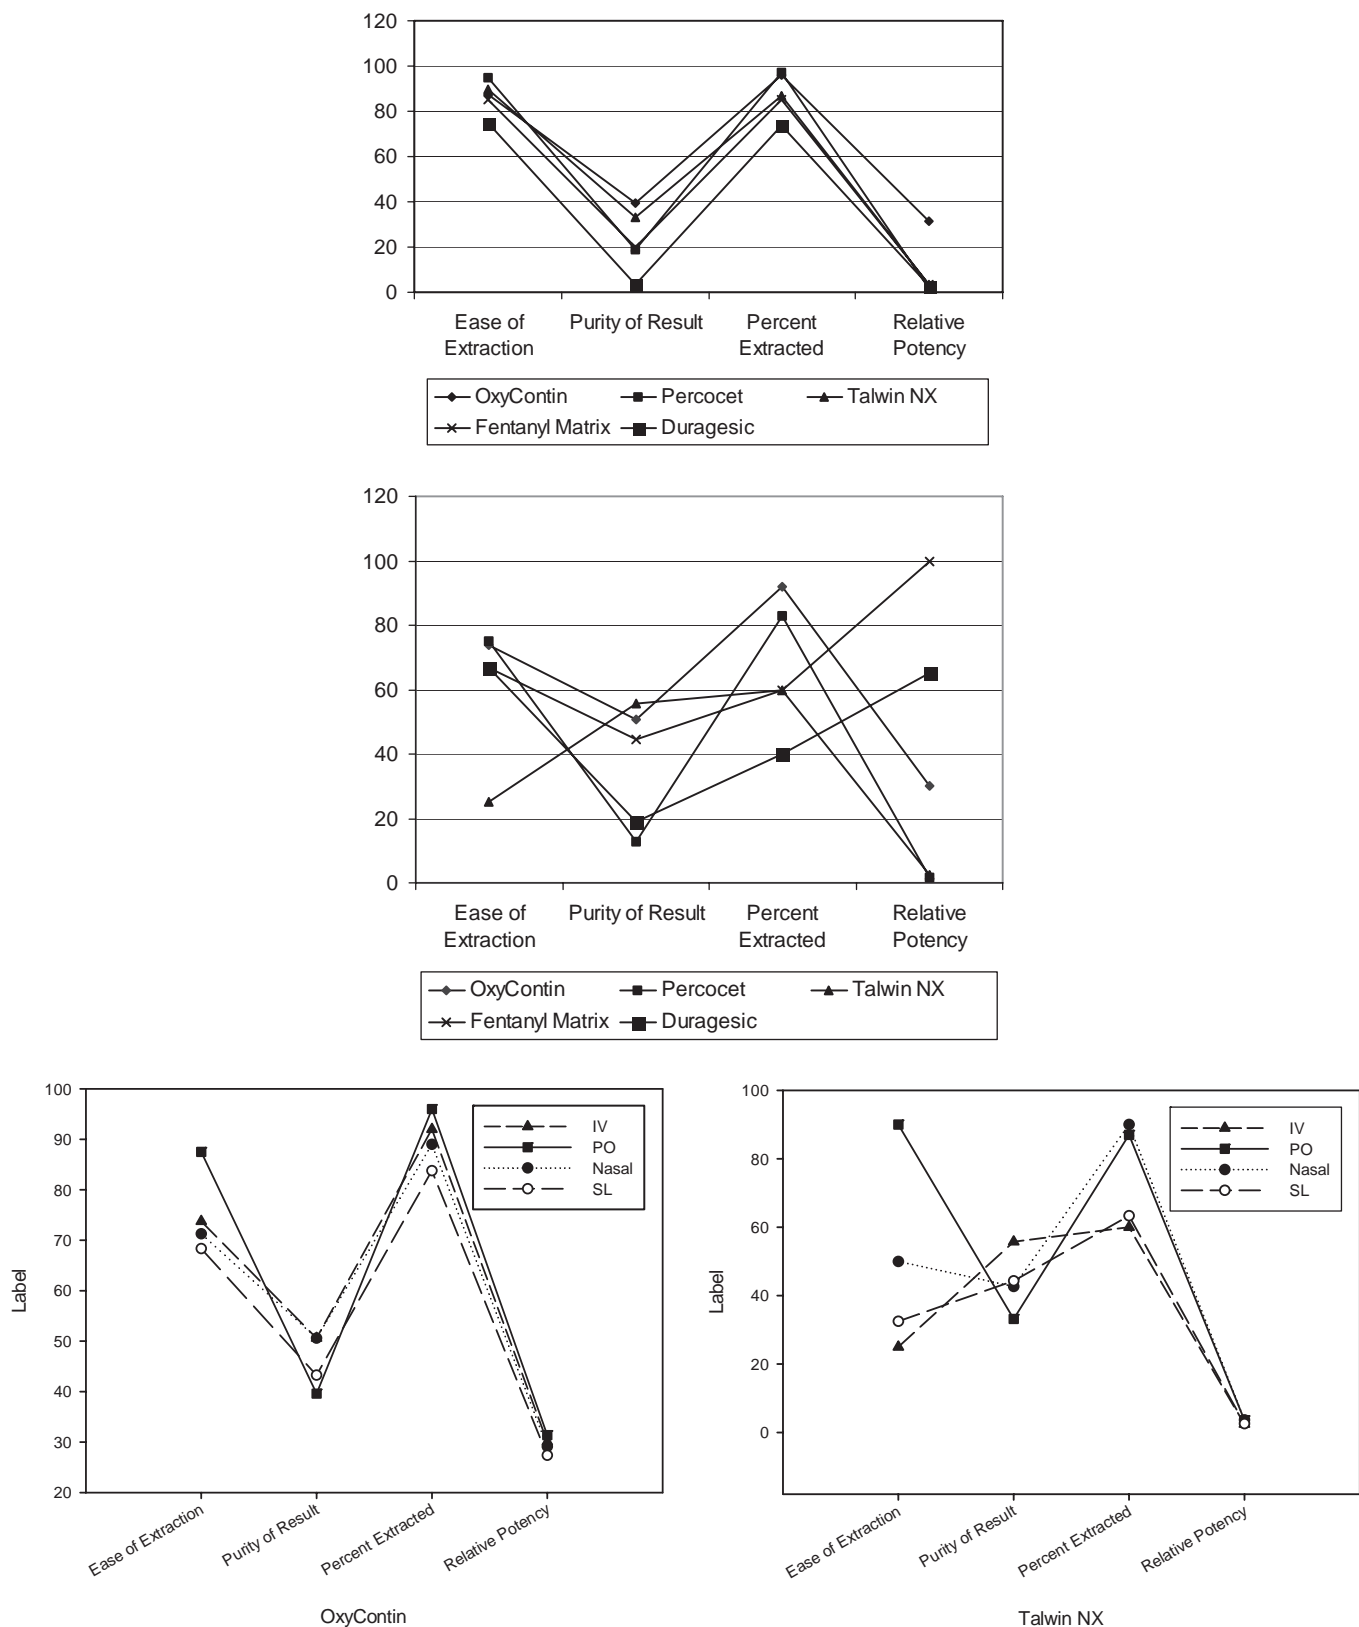 120
100
80
60
40
20
0
Ease of Extraction
Purity of Result
Percent Extracted
Relative Potency
OxyContin
Percocet
Talwin NX
Fentanyl Matrix
Duragesic
120
100
80
60
40
20
0
Ease of Extraction
Purity of Result
Percent Extracted
Relative Potency
OxyContin
Percocet
Talwin NX
Fentanyl Matrix
Duragesic
100
90
80
70
60
50
40
30
20
Label
IV
PO
Nasal
SL
Ease of Extraction
Purity of Result
Percent Extracted
Relative Potency
OxyContin
100
80
60
40
20
0
Label
IV
PO
Nasal
SL
Ease of Extraction
Purity of Result
Percent Extracted
Relative Potency
Talwin NX